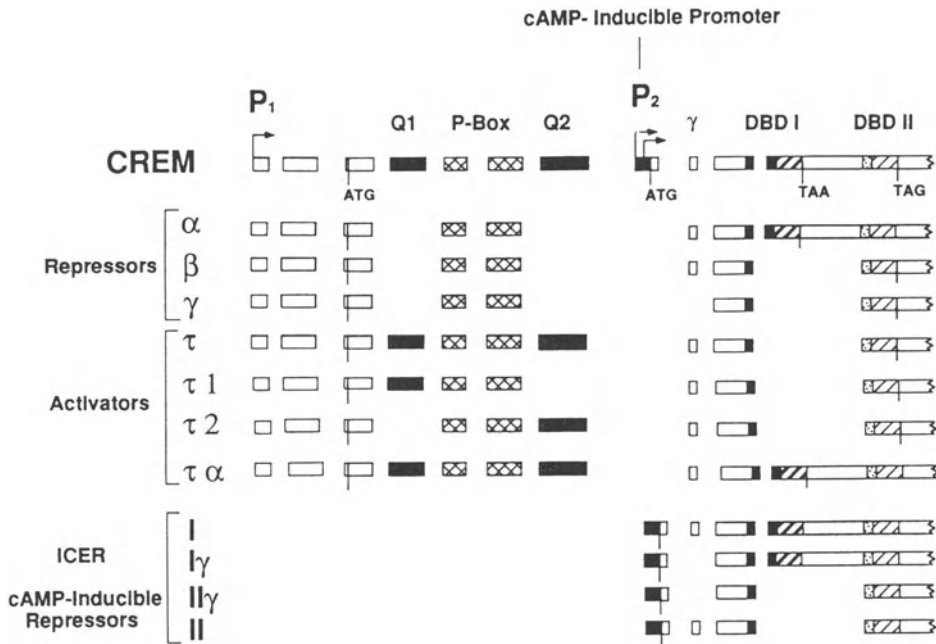 cAMP- Inducible Promoter
P1 Q1 P-Box Q2 P2 γ DBD I DBD II
CREM
ATG ATG TAA TAG
Repressors
α
β
γ
Activators
τ
τ 1
τ 2
τ α
ICER
cAMP-Inducible
Repressors
I
Iγ
IIγ
II